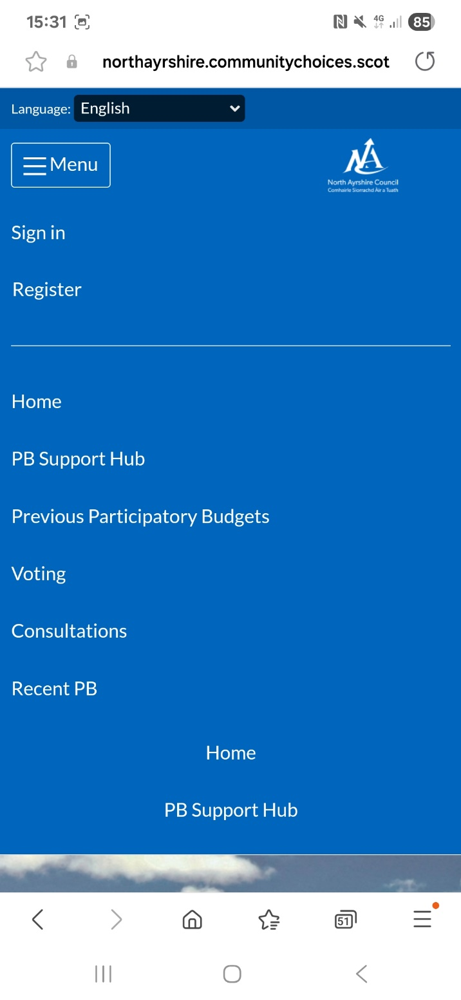 15:31
4G
85
northayrshire.communitychoices.scot
Language: English
Menu
North Ayrshire Council
Comhairle Siorrachd Àir a Tuath
Sign in
Register
Home
PB Support Hub
Previous Participatory Budgets
Voting
Consultations
Recent PB
Home
PB Support Hub
51